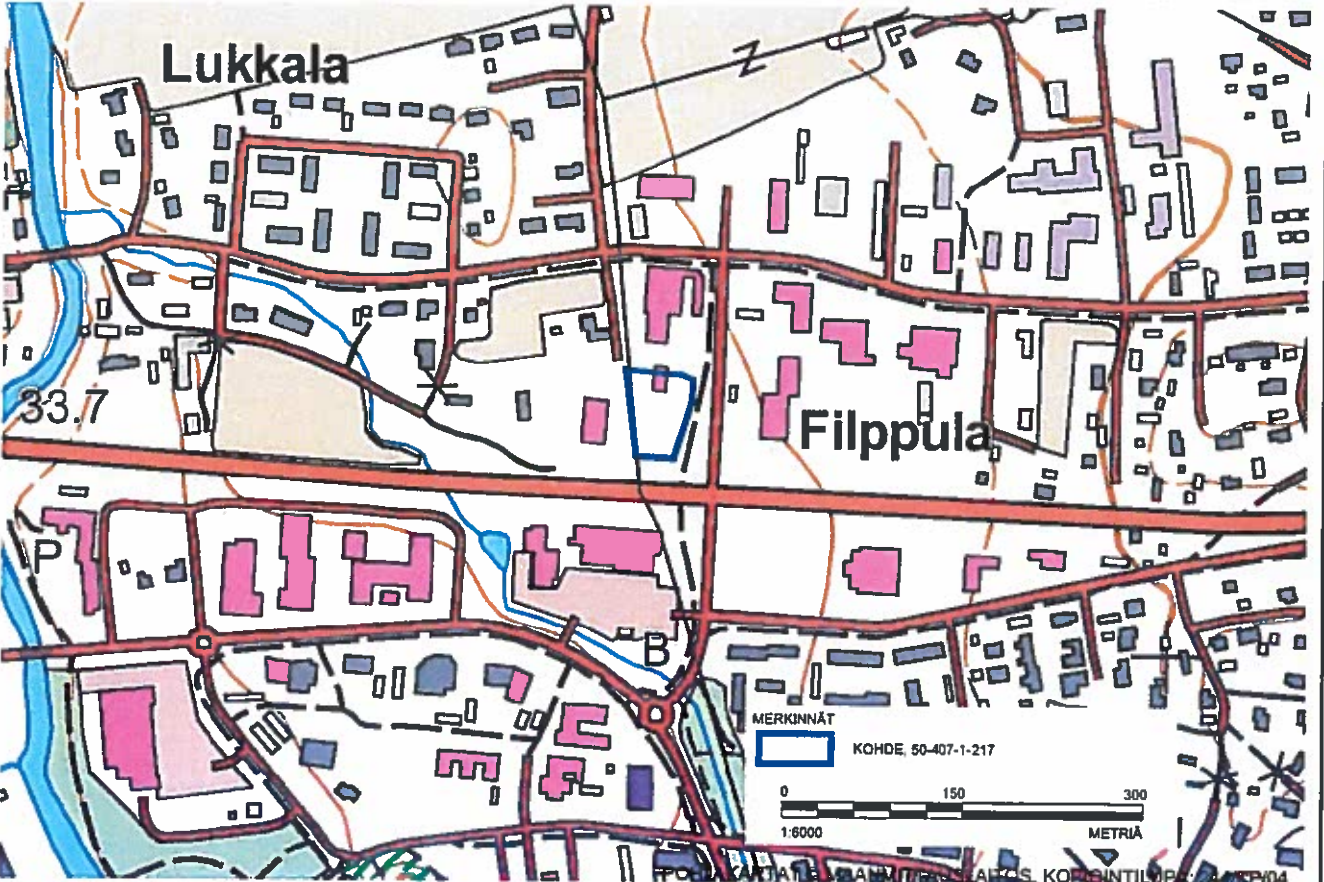 Lukkala
Z
33.7
Filppula
P
B
MERKINNÄT
KOHDE, 50-407-1-217
0 150 300
1:6000 METRIÄ